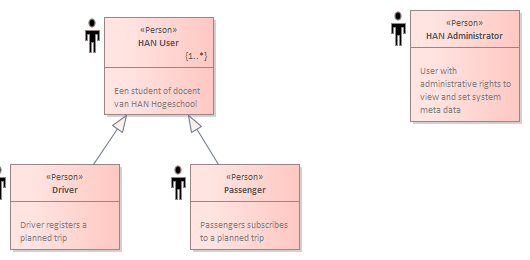 «Person»
HAN User
{1..*}
Een student of docent
van HAN Hogeschool
«Person»
HAN Administrator
User with
administrative rights to
view and set system
meta data
«Person»
Driver
Driver registers a
planned trip
«Person»
Passenger
Passengers subscribes
to a planned trip